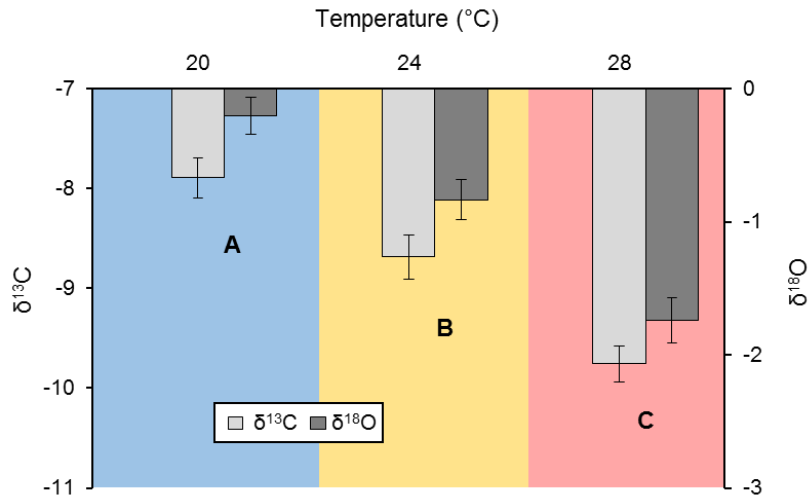 Temperature (°C)
20 24 28
-7
-8
-9
-10
-11
δ¹³C
0
-1
-2
-3
δ¹⁸O
A
B
C
δ¹³C δ¹⁸O